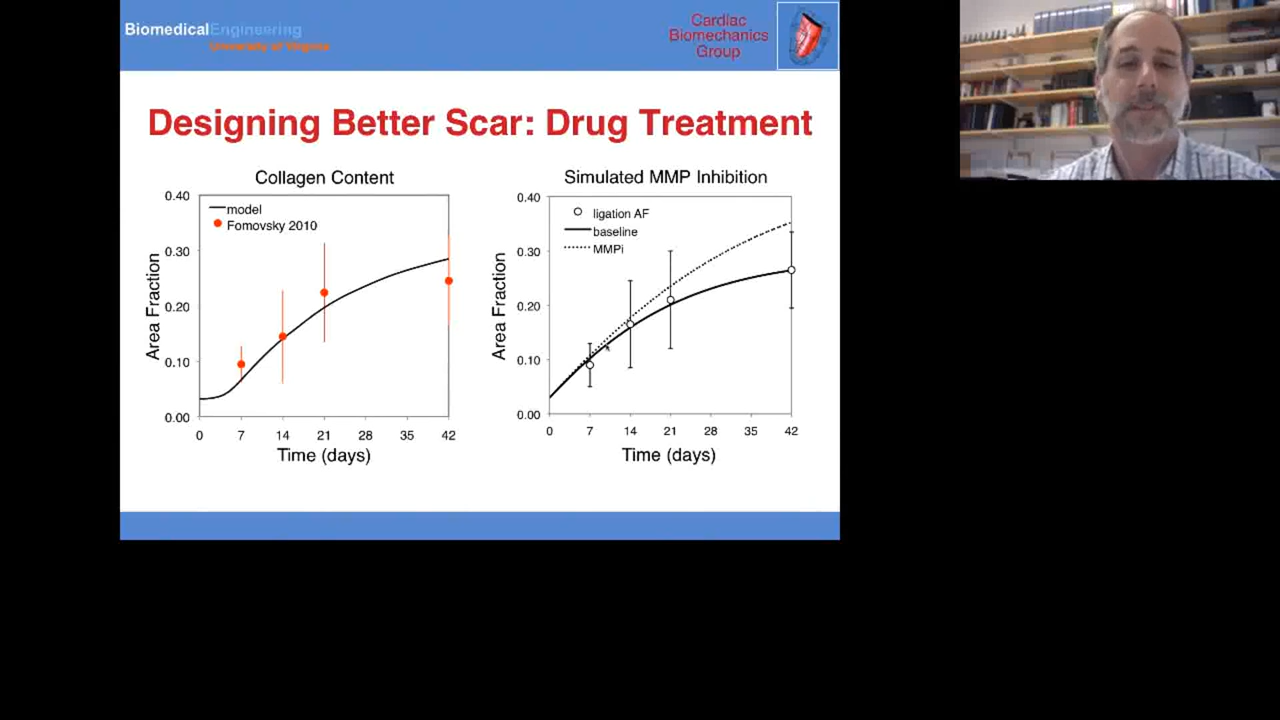 BiomedicalEngineering
University of Virginia
Cardiac
Biomechanics
Group
Designing Better Scar: Drug Treatment
Collagen Content
0.40
0.30
0.20
0.10
0.00
Area Fraction
model
Fomovsky 2010
0 7 14 21 28 35 42
Time (days)
Simulated MMP Inhibition
0.40
0.30
0.20
0.10
0.00
Area Fraction
ligation AF
baseline
MMPi
0 7 14 21 28 35 42
Time (days)